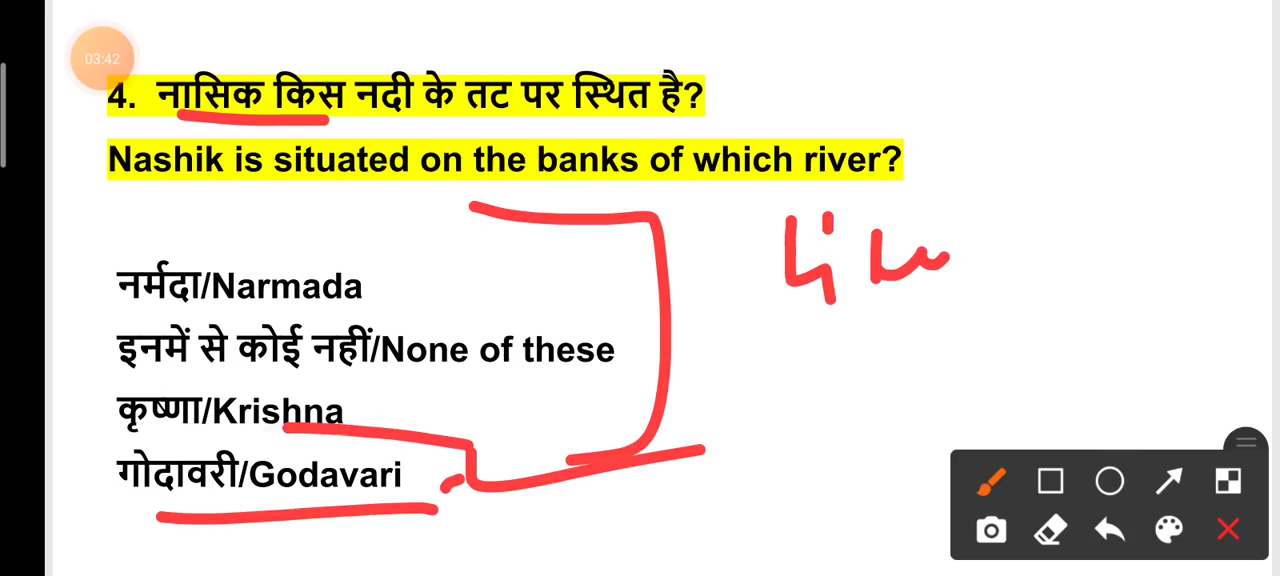 03:42
4. नासिक किस नदी के तट पर स्थित है?
Nashik is situated on the banks of which river?
नर्मदा/Narmada
इनमें से कोई नहीं/None of these
कृष्णा/Krishna
गोदावरी/Godavari